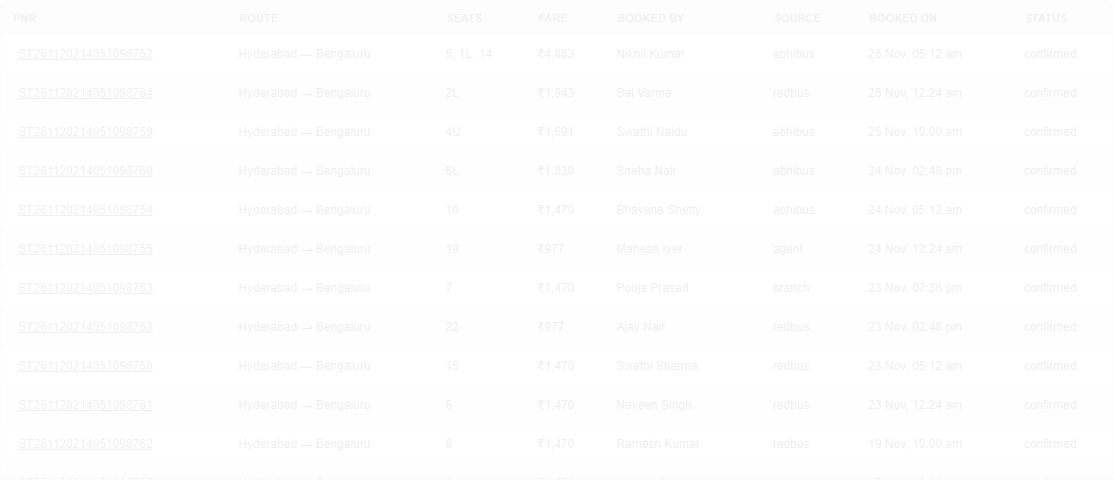 PNR ROUTE SEATS FARE BOOKED BY SOURCE BOOKED ON STATUS
ST261120214051098752 Hyderabad → Bengaluru 5, 1L, 14 ₹4,883 Nikhil Kumar abhibus 26 Nov, 05:12 am confirmed
ST261120214051098764 Hyderabad → Bengaluru 2L ₹1,943 Sai Varma redbus 26 Nov, 12:24 am confirmed
ST261120214051098759 Hyderabad → Bengaluru 4U ₹1,691 Swathi Naidu abhibus 25 Nov, 10:00 am confirmed
ST261120214051098760 Hyderabad → Bengaluru 6L ₹1,838 Sneha Nair abhibus 24 Nov, 02:48 pm confirmed
ST261120214051098754 Hyderabad → Bengaluru 10 ₹1,470 Bhavana Shetty abhibus 24 Nov, 05:12 am confirmed
ST261120214051098755 Hyderabad → Bengaluru 19 ₹977 Mahesh Iyer agent 24 Nov, 12:24 am confirmed
ST261120214051098763 Hyderabad → Bengaluru 7 ₹1,470 Pooja Prasad branch 23 Nov, 07:36 pm confirmed
ST261120214051098753 Hyderabad → Bengaluru 22 ₹977 Ajay Nair redbus 23 Nov, 02:48 pm confirmed
ST261120214051098758 Hyderabad → Bengaluru 15 ₹1,470 Swathi Sharma redbus 23 Nov, 05:12 am confirmed
ST261120214051098761 Hyderabad → Bengaluru 6 ₹1,470 Naveen Singh redbus 23 Nov, 12:24 am confirmed
ST261120214051098762 Hyderabad → Bengaluru 8 ₹1,470 Ramesh Kumar redbus 19 Nov, 10:00 am confirmed